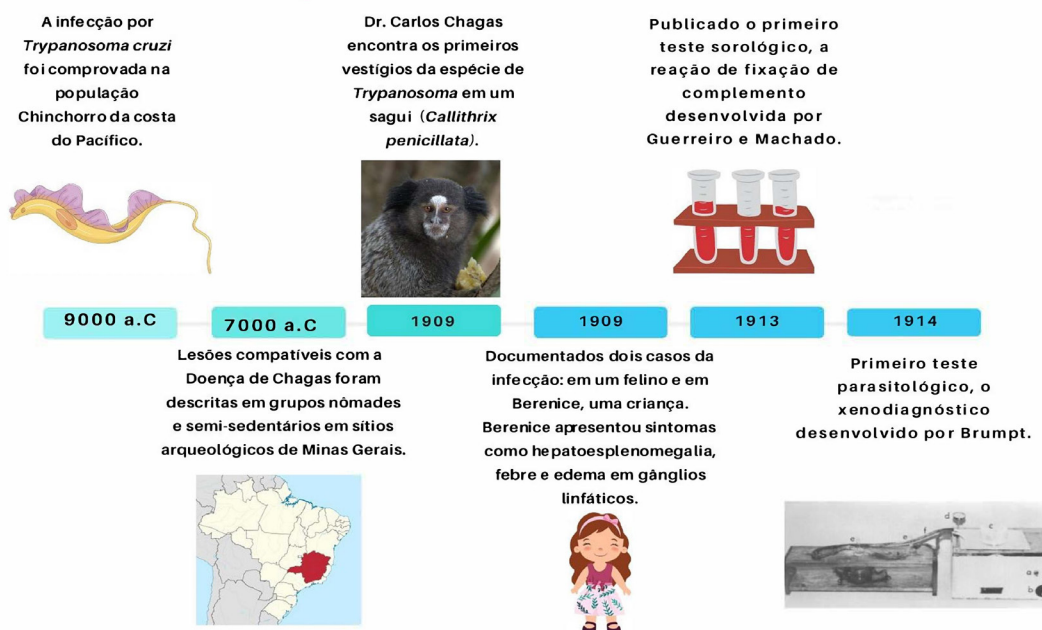 A infecção por
Trypanosoma cruzi
foi comprovada na
população
Chinchorro da costa
do Pacífico.
Dr. Carlos Chagas
encontra os primeiros
vestígios da espécie de
Trypanosoma em um
sagui (Callithrix
penicillata).
Publicado o primeiro
teste sorológico, a
reação de fixação de
complemento
desenvolvida por
Guerreiro e Machado.
9000 a.C
7000 a.C
1909
1909
1913
1914
Lesões compatíveis com a
Doença de Chagas foram
descritas em grupos nômades
e semi-sedentários em sítios
arqueológicos de Minas Gerais.
Documentados dois casos da
infecção: em um felino e em
Berenice, uma criança.
Berenice apresentou sintomas
como hepatoesplenomegalia,
febre e edema em gânglios
linfáticos.
Primeiro teste
parasitológico, o
xenodiagnóstico
desenvolvido por Brumpt.
d
f
c
e
e
a
b